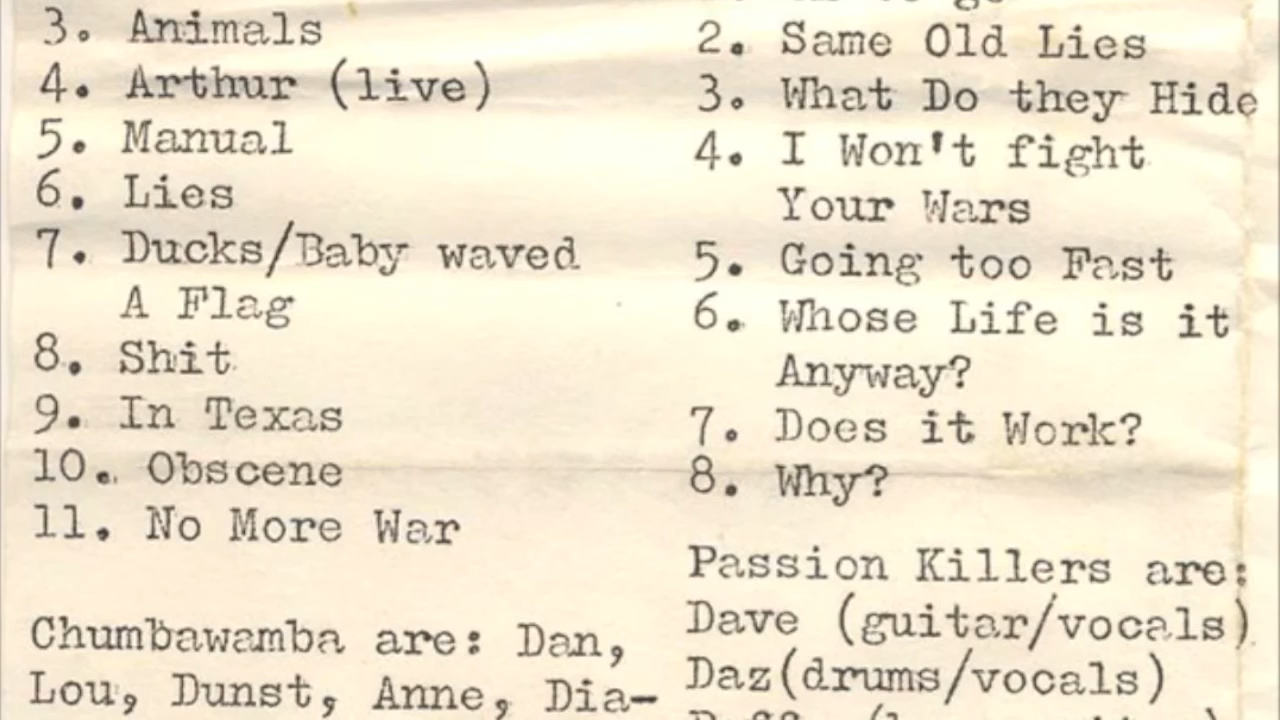 3. Animals
4. Arthur (live)
5. Manual
6. Lies
7. Ducks/Baby waved
A Flag
8. Shit
9. In Texas
10. Obscene
11. No More War
Chumbawamba are: Dan,
Lou, Dunst, Anne, Dia-
2. Same Old Lies
3. What Do they Hide
4. I Won't fight
Your Wars
5. Going too Fast
6. Whose Life is it
Anyway?
7. Does it Work?
8. Why?
Passion Killers are:
Dave (guitar/vocals)
Daz(drums/vocals)